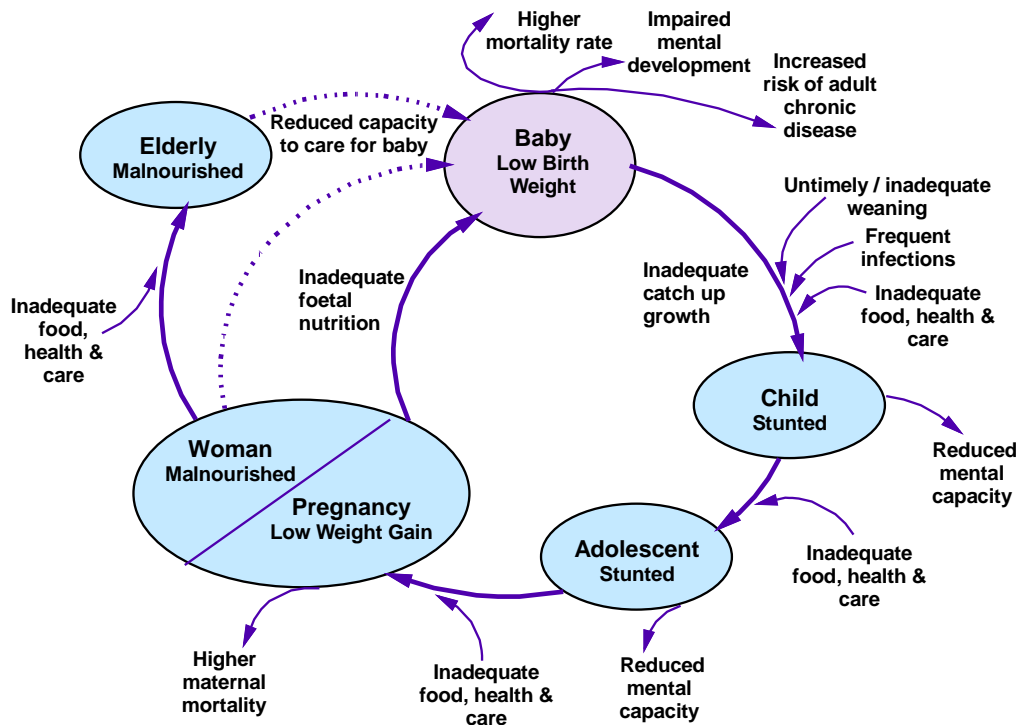 Higher
mortality rate
Impaired
mental
development
Increased
risk of adult
chronic
disease
Elderly
Malnourished
Reduced capacity
to care for baby
Baby
Low Birth
Weight
Untimely / inadequate
weaning
Frequent
infections
Inadequate
food, health &
care
Inadequate
catch up
growth
Inadequate
foetal
nutrition
Inadequate
food,
health &
care
Child
Stunted
Reduced
mental
capacity
Woman
Malnourished
Pregnancy
Low Weight Gain
Adolescent
Stunted
Inadequate
food, health &
care
Higher
maternal
mortality
Inadequate
food, health &
care
Reduced
mental
capacity